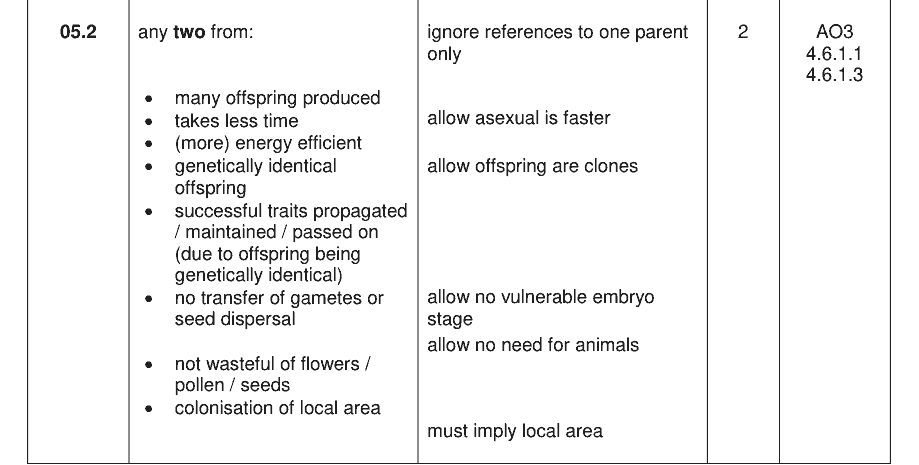 05.2 any two from: ignore references to one parent only 2 AO3
4.6.1.1
4.6.1.3
• many offspring produced
• takes less time allow asexual is faster
• (more) energy efficient
• genetically identical allow offspring are clones
offspring
• successful traits propagated
/ maintained / passed on
(due to offspring being
genetically identical)
• no transfer of gametes or allow no vulnerable embryo
seed dispersal stage
allow no need for animals
• not wasteful of flowers /
pollen / seeds
• colonisation of local area
must imply local area